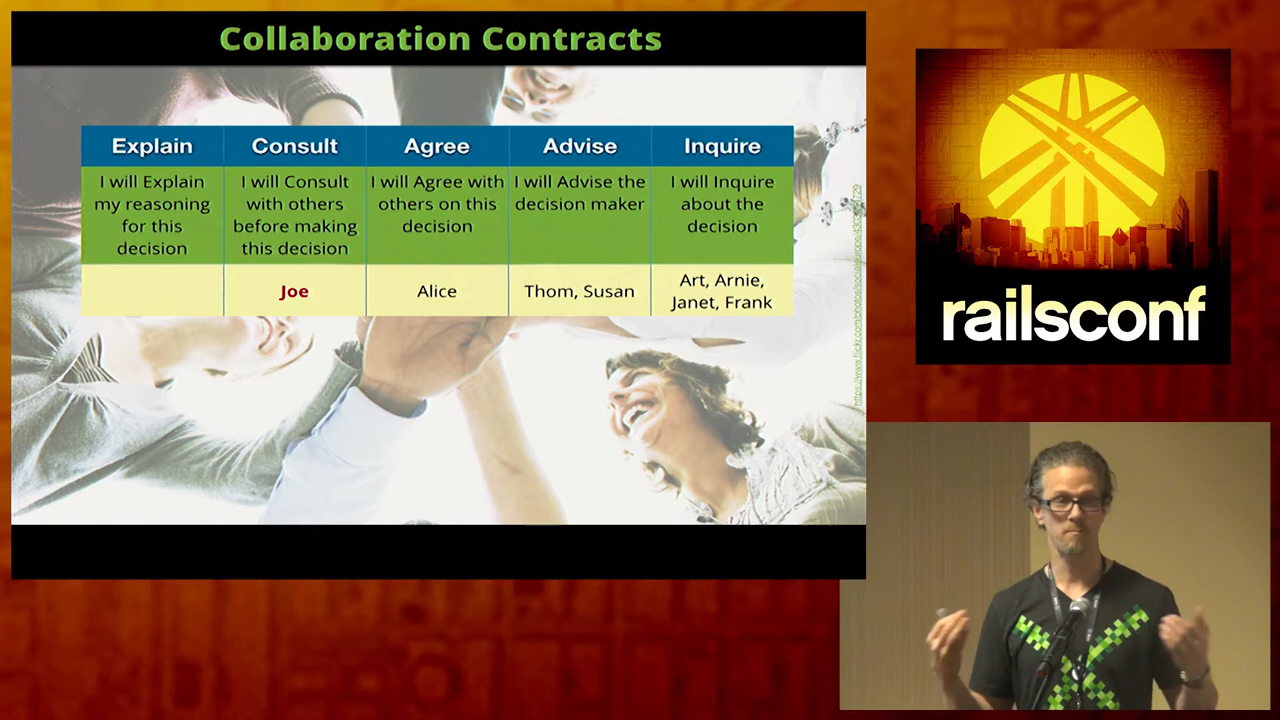 Collaboration Contracts
Explain
Consult
Agree
Advise
Inquire
I will Explain
my reasoning
for this
decision
I will Consult
with others
before making
this decision
I will Agree with
others on this
decision
I will Advise the
decision maker
I will Inquire
about the
decision
Joe
Alice
Thom, Susan
Art, Arnie,
Janet, Frank
railsconf